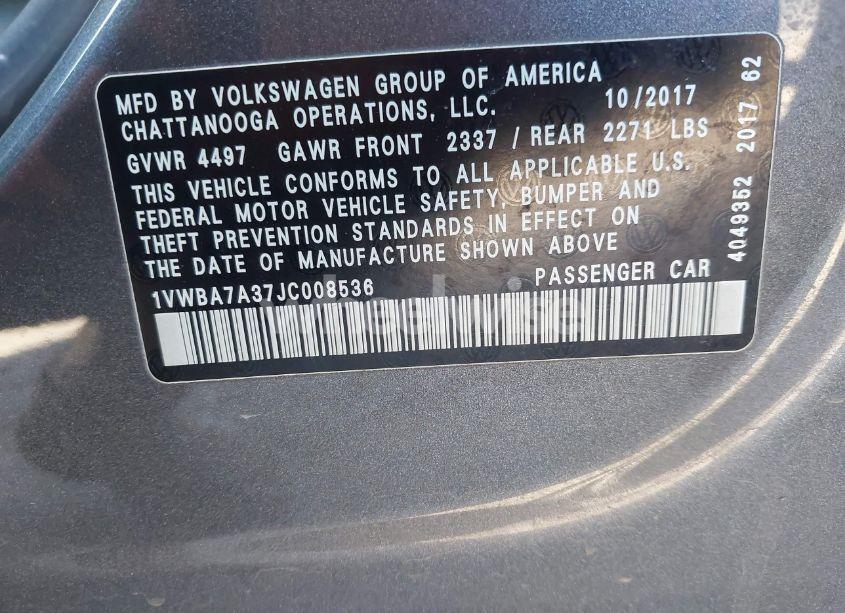 MFD BY VOLKSWAGEN GROUP OF AMERICA
CHATTANOOGA OPERATIONS, LLC. 10/2017
GVWR 4497 GAWR FRONT 2337 / REAR 2271 LBS
THIS VEHICLE CONFORMS TO ALL APPLICABLE U.S.
FEDERAL MOTOR VEHICLE SAFETY, BUMPER AND
THEFT PREVENTION STANDARDS IN EFFECT ON
THE DATE OF MANUFACTURE SHOWN ABOVE
1VWBA7A37JC008536 PASSENGER CAR
4049352 2017 62
wheelwise